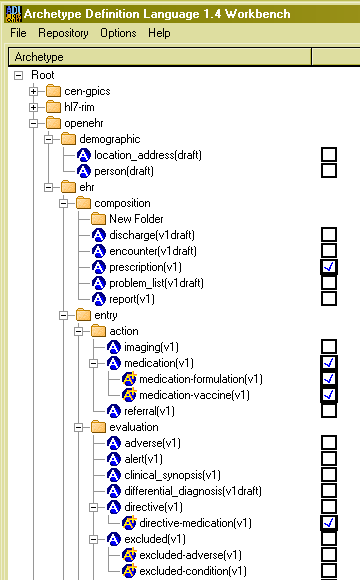 Archetype Definition Language 1.4 Workbench
File Repository Options Help
Archetype
Root
cen-gpics
hl7-rim
openehr
demographic
location_address(draft)
person(draft)
ehr
composition
New Folder
discharge(v1draft)
encounter(v1draft)
prescription(v1)
problem_list(v1draft)
report(v1)
entry
action
imaging(v1)
medication(v1)
medication-formulation(v1)
medication-vaccine(v1)
referral(v1)
evaluation
adverse(v1)
alert(v1)
clinical_synopsis(v1)
differential_diagnosis(v1draft)
directive(v1)
directive-medication(v1)
excluded(v1)
excluded-adverse(v1)
excluded-condition(v1)